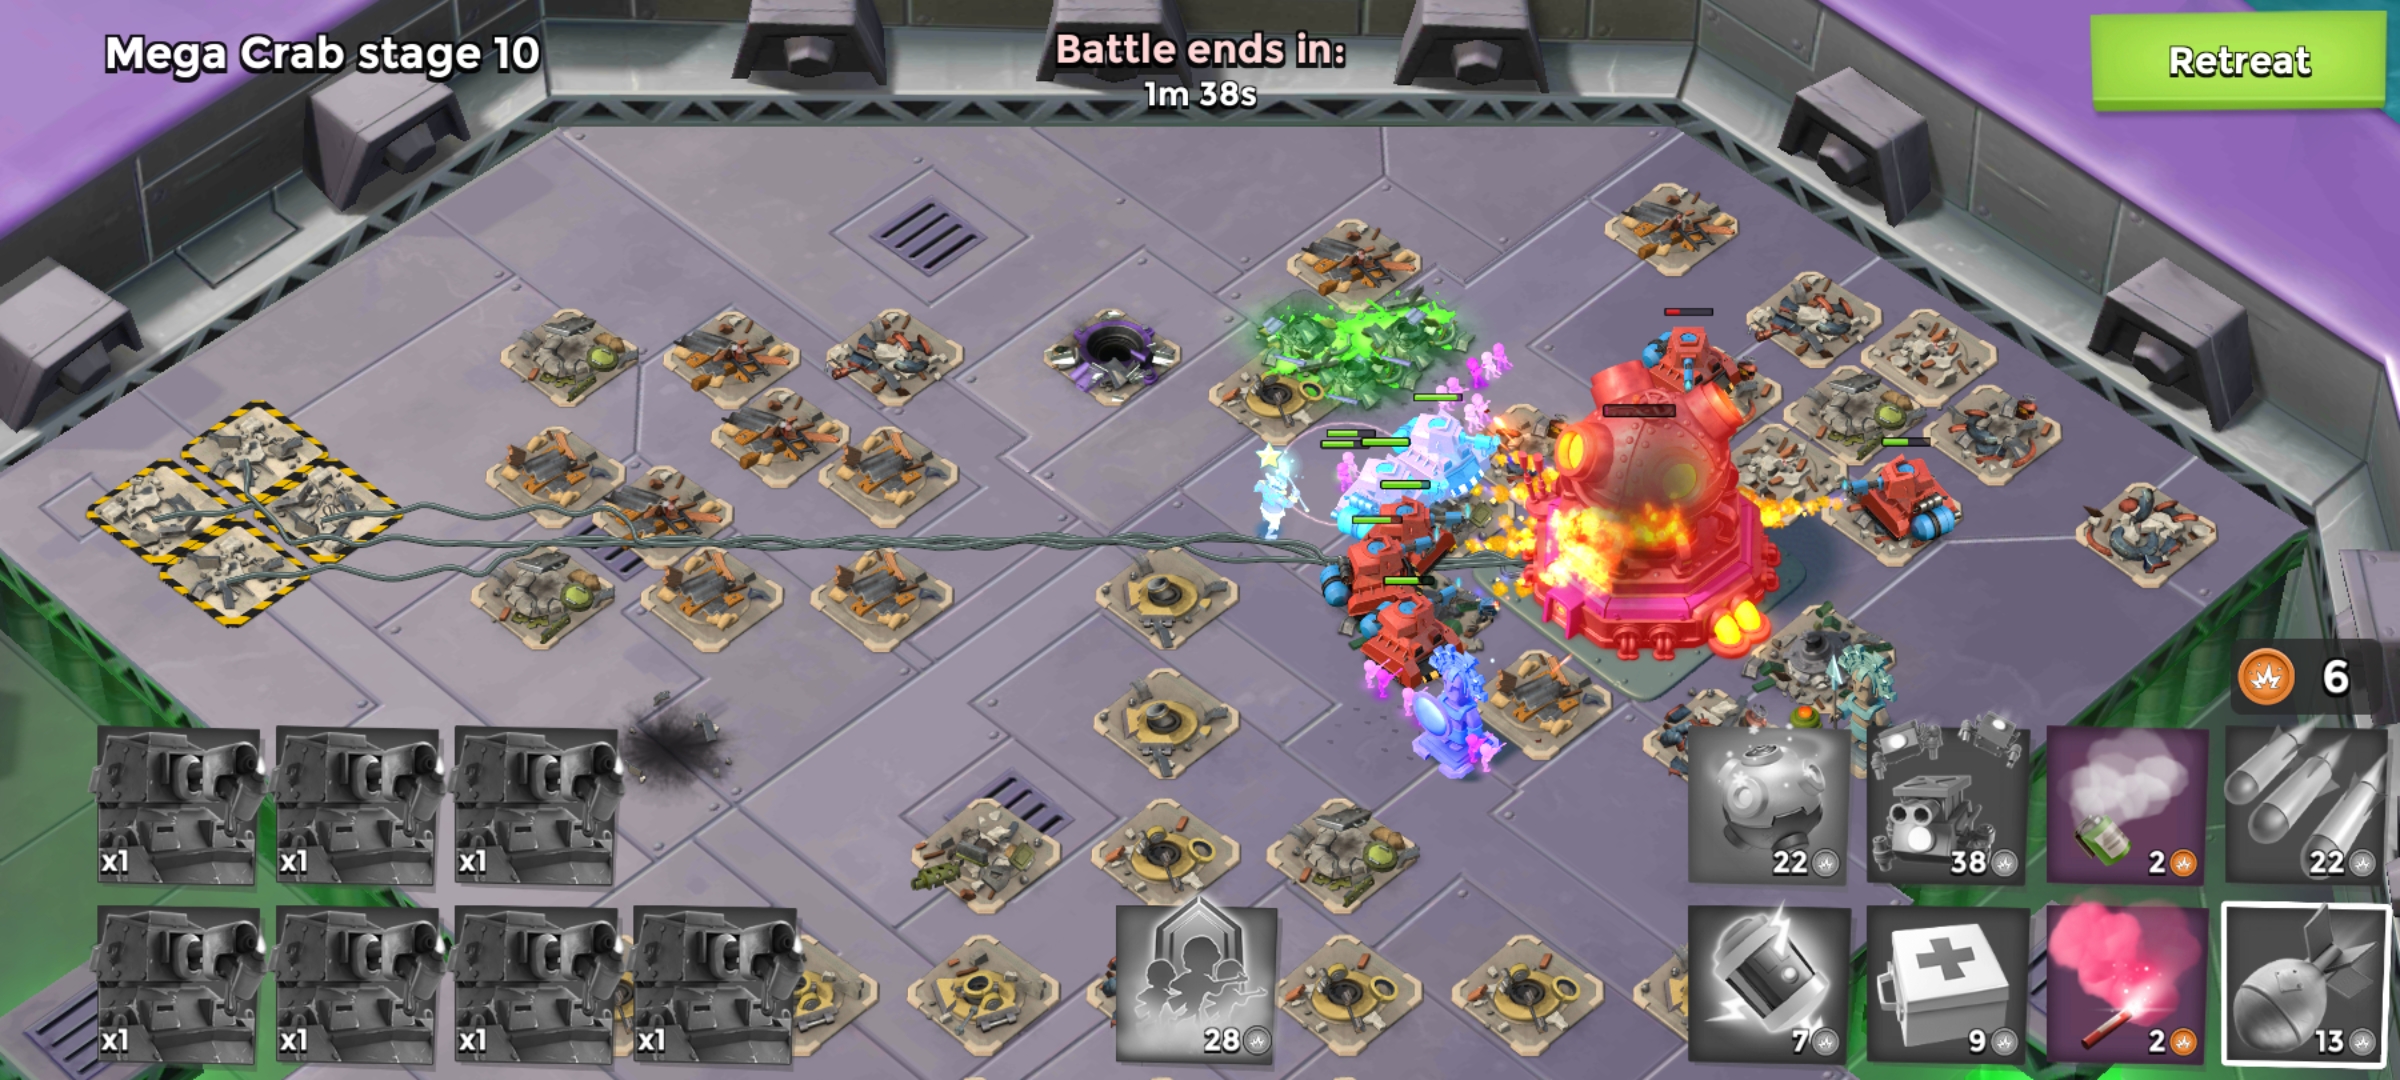 Mega Crab stage 10
Battle ends in:
1m 38s
Retreat
6
x1
x1
x1
22
38
2
22
x1
x1
x1
x1
28
7
9
2
13